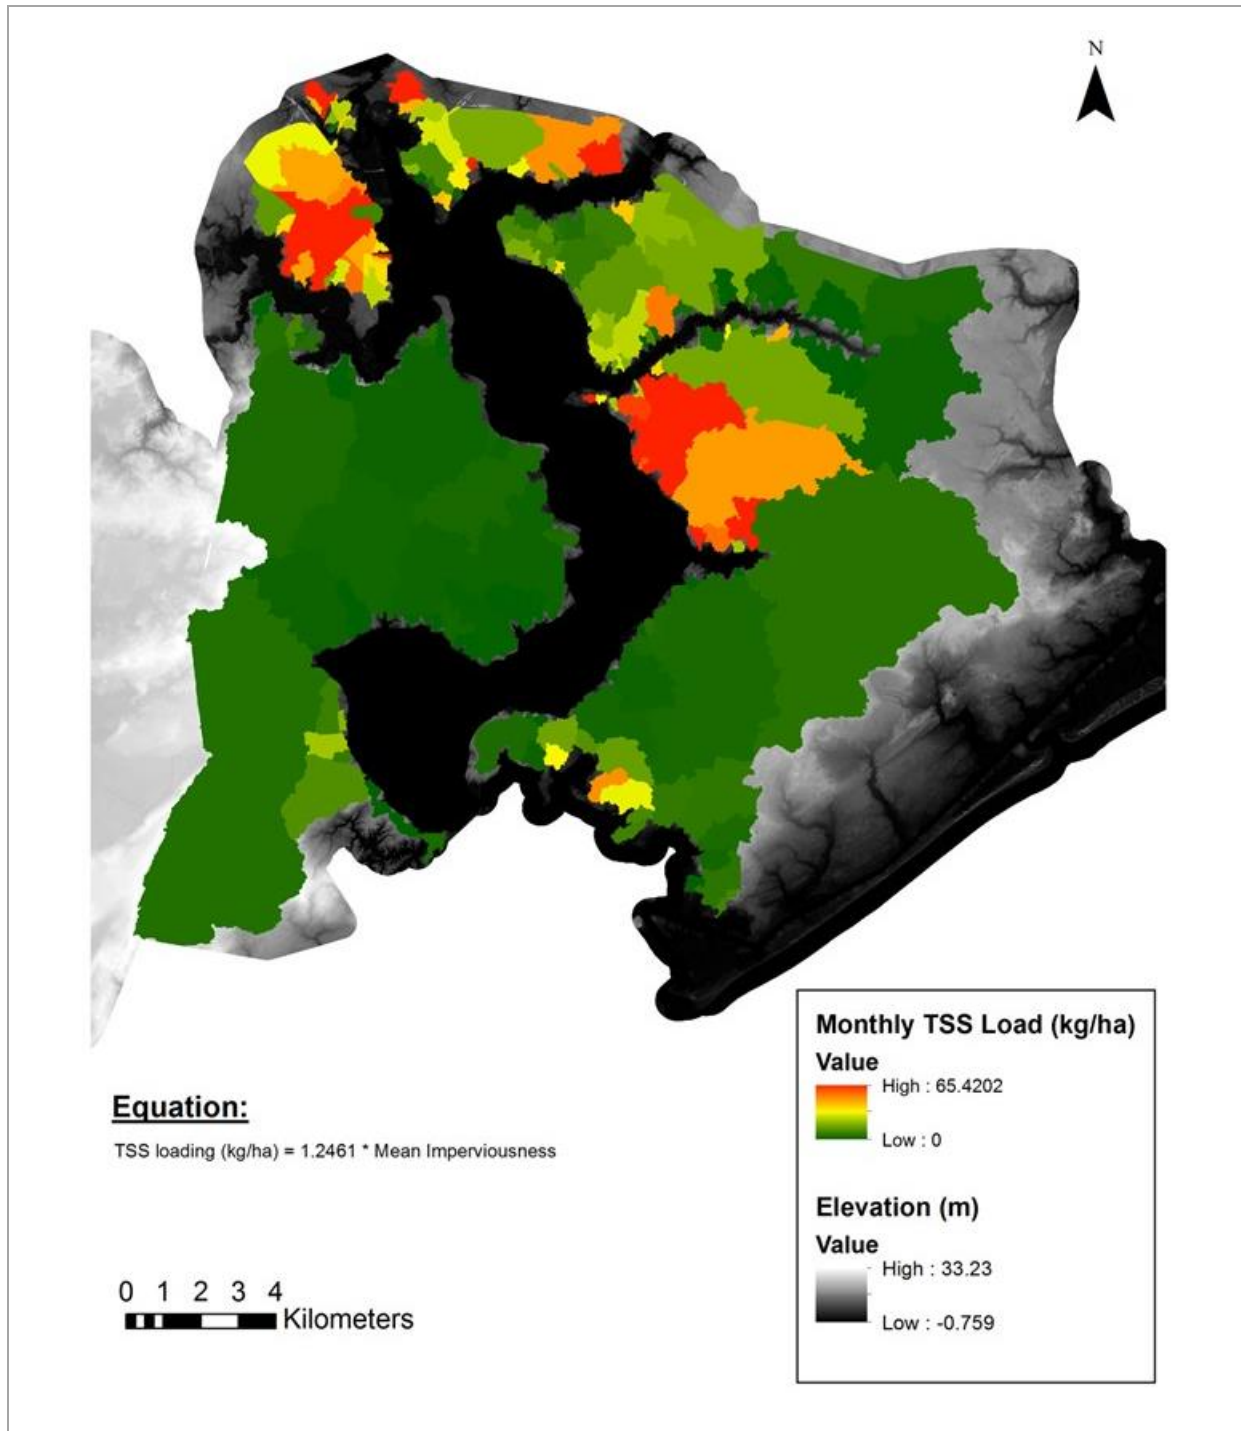 N
Monthly TSS Load (kg/ha)
Value
High : 65.4202
Low : 0
Equation:
TSS loading (kg/ha) = 1.2461 * Mean Imperviousness
Elevation (m)
Value
High : 33.23
Low : -0.759
0 1 2 3 4
Kilometers